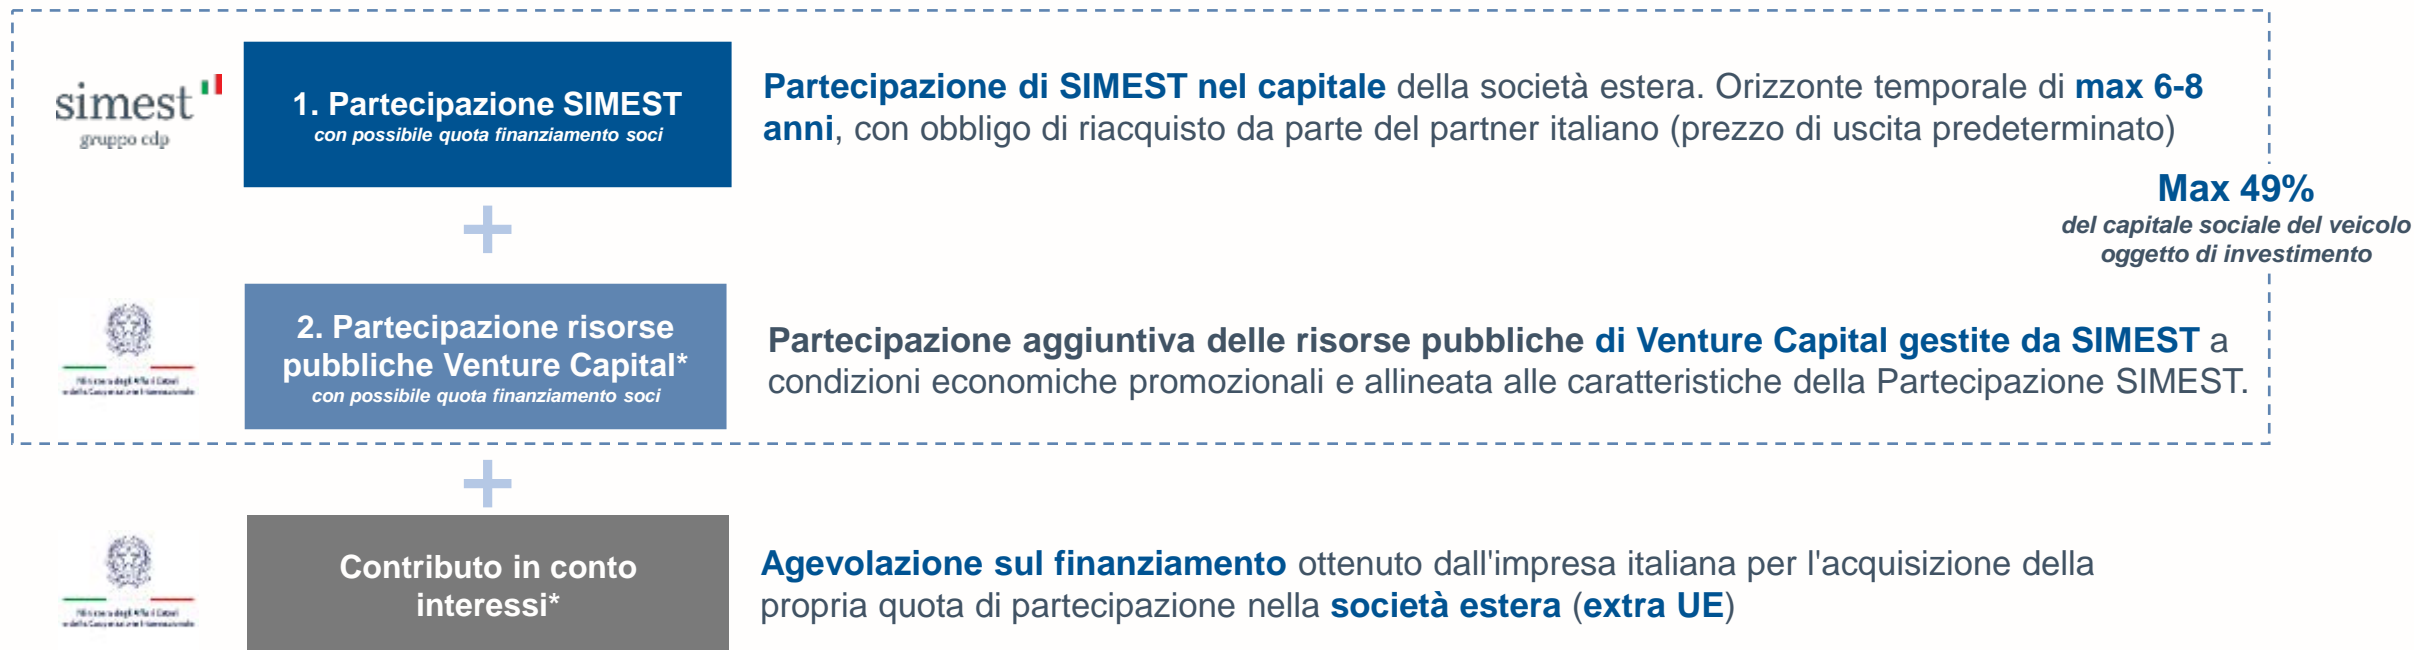 simest
gruppo cdp
1. Partecipazione SIMEST
con possibile quota finanziamento soci
Partecipazione di SIMEST nel capitale della società estera. Orizzonte temporale di max 6-8
anni, con obbligo di riacquisto da parte del partner italiano (prezzo di uscita predeterminato)
Max 49%
del capitale sociale del veicolo
oggetto di investimento
+
2. Partecipazione risorse
pubbliche Venture Capital*
con possibile quota finanziamento soci
Partecipazione aggiuntiva delle risorse pubbliche di Venture Capital gestite da SIMEST a
condizioni economiche promozionali e allineata alle caratteristiche della Partecipazione SIMEST.
+
Contributo in conto
interessi*
Agevolazione sul finanziamento ottenuto dall'impresa italiana per l'acquisizione della
propria quota di partecipazione nella società estera (extra UE)